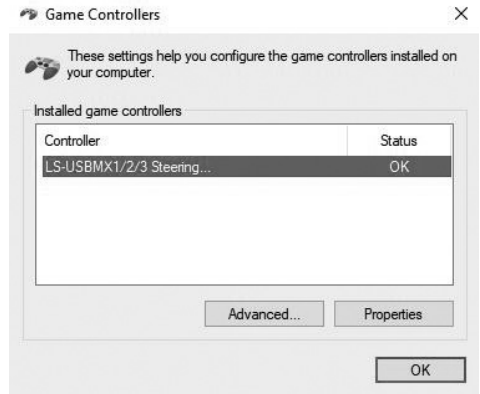 Game Controllers
These settings help you configure the game controllers installed on
your computer.
Installed game controllers
Controller Status
LS-USBMX1/2/3 Steering... OK
Advanced... Properties
OK